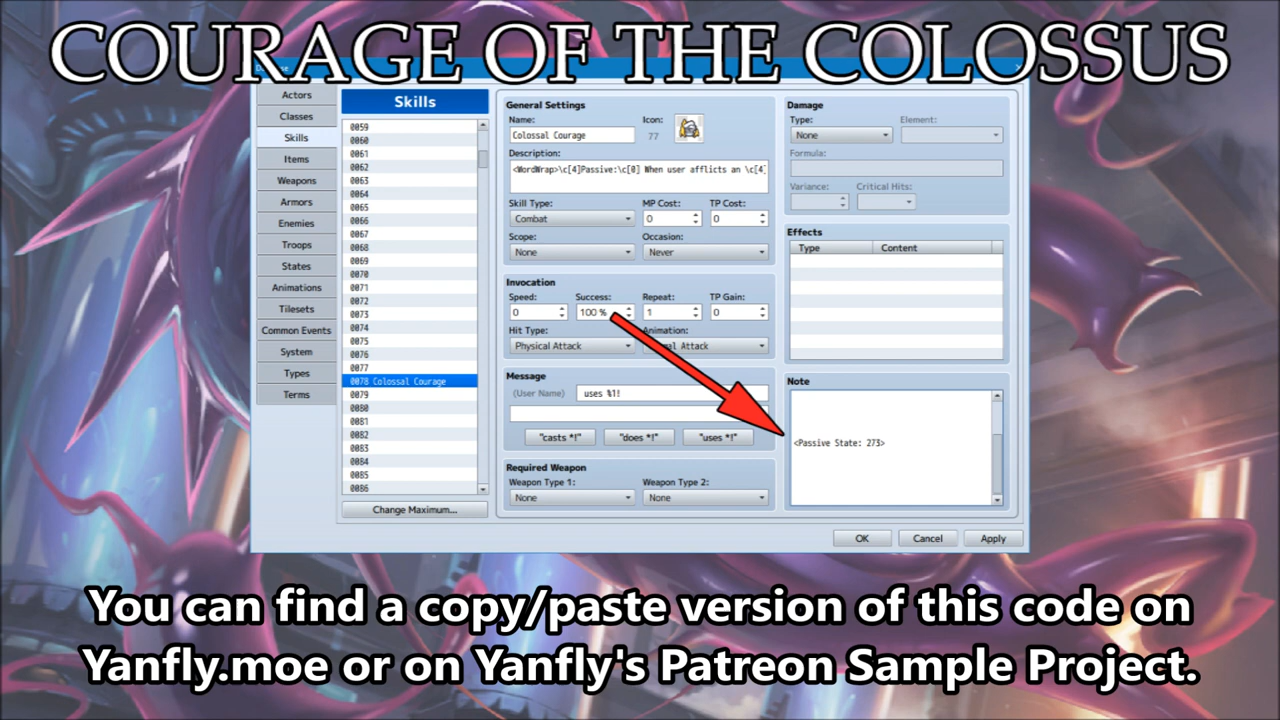 COURAGE OF THE COLOSSUS
Actors
Classes
Skills
Items
Weapons
Armors
Enemies
Troops
States
Animations
Tilesets
Common Events
System
Types
Terms
Skills
0059
0060
0061
0062
0063
0064
0065
0066
0067
0068
0069
0070
0071
0072
0073
0074
0075
0076
0077
0078 Colossal Courage
0079
0080
0081
0082
0083
0084
0085
0086
Change Maximum...
General Settings
Name: Icon:
Colossal Courage 77
Description:
<WordWrap>\c[4]Passive:\c[0] When user afflicts an \c[4]
Skill Type: MP Cost: TP Cost:
Combat 0 0
Scope: Occasion:
None Never
Invocation
Speed: Success: Repeat: TP Gain:
0 100 % 1 0
Hit Type: Animation:
Physical Attack Attack
Message
(User Name) uses %1!
"casts *!" "does *!" "uses *!"
Required Weapon
Weapon Type 1: Weapon Type 2:
None None
Damage
Type: Element:
None
Formula:
Variance: Critical Hits:
Effects
Type Content
Note
<Passive State: 273>
OK Cancel Apply
You can find a copy/paste version of this code on
Yanfly.moe or on Yanfly's Patreon Sample Project.